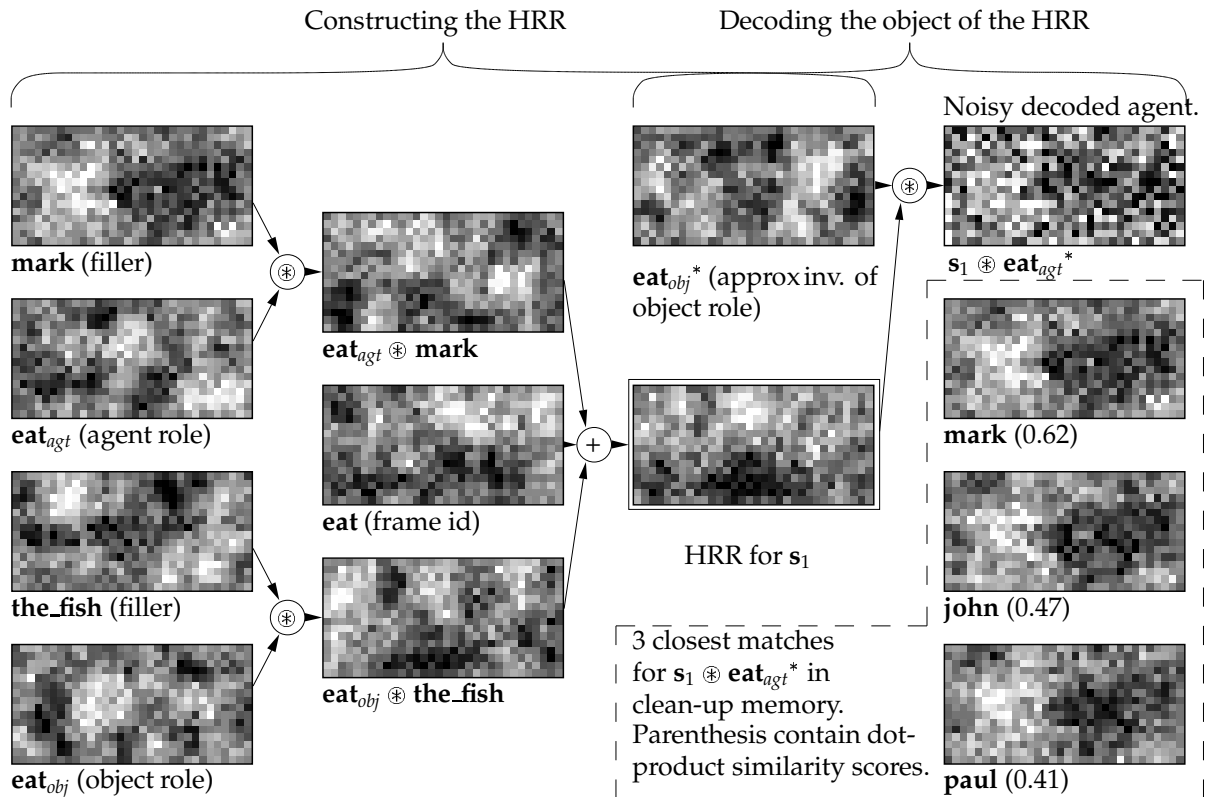 Constructing the HRR
Decoding the object of the HRR
mark (filler)
eat_agt (agent role)
the_fish (filler)
eat_obj (object role)
⊛
⊛
eat_agt ⊛ mark
eat (frame id)
eat_obj ⊛ the_fish
+
eat_obj* (approx inv. of
object role)
HRR for s₁
⊛
Noisy decoded agent.
s₁ ⊛ eat_agt*
3 closest matches
for s₁ ⊛ eat_agt* in
clean-up memory.
Parenthesis contain dot-
product similarity scores.
mark (0.62)
john (0.47)
paul (0.41)